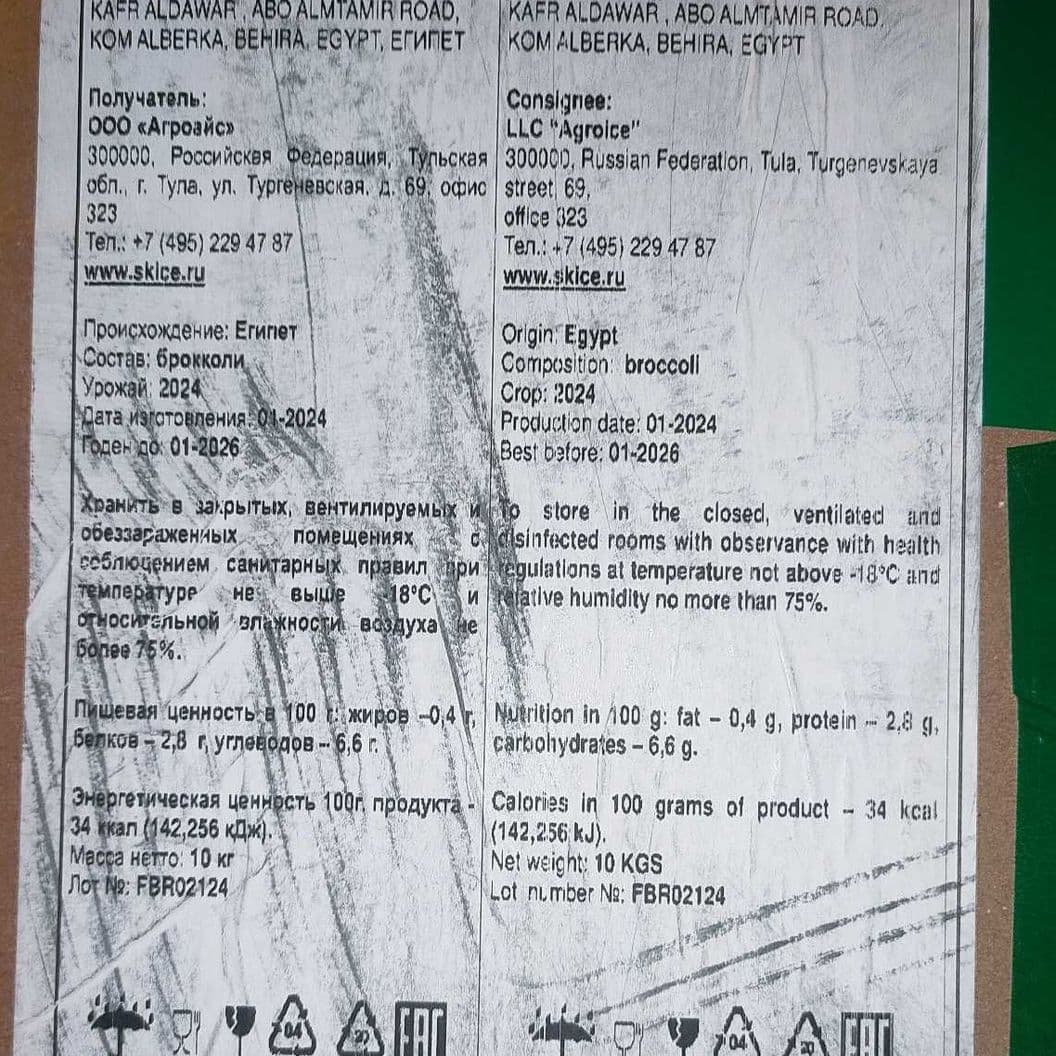 KAFR ALDAWAR , ABO ALMTAMIR ROAD,
KOM ALBERKA, BEHIRA, EGYPT, ЕГИПЕТ
Получатель:
ООО «Агроайс»
300000, Российская Федерация, Тульская
обл., г. Тула, ул. Тургеневская, д. 69, офис
323
Тел.: +7 (495) 229 47 87
www.skice.ru
Происхождение: Египет
Состав: брокколи
Урожай: 2024
Дата изготовления: 01-2024
Годен до: 01-2026
Хранить в закрытых, вентилируемых и
обеззараженных помещениях с
соблюдением санитарных правил при
температуре не выше -18°C и
относительной влажности воздуха не
более 75%.
Пищевая ценность в 100 г: жиров –0,4 г,
белков – 2,8 г, углеводов – 6,6 г.
Энергетическая ценность 100г. продукта -
34 ккал (142,256 кДж).
Масса нетто: 10 кг
Лот №: FBR02124
KAFR ALDAWAR , ABO ALMTAMIR ROAD,
KOM ALBERKA, BEHIRA, EGYPT
Consignee:
LLC "Agroice"
300000, Russian Federation, Tula, Turgenevskaya
street, 69,
office 323
Тел.: +7 (495) 229 47 87
www.skice.ru
Origin: Egypt
Composition: broccoli
Crop: 2024
Production date: 01-2024
Best before: 01-2026
To store in the closed, ventilated and
disinfected rooms with observance with health
regulations at temperature not above -18°C and
relative humidity no more than 75%.
Nutrition in 100 g: fat – 0,4 g, protein – 2,8 g,
carbohydrates – 6,6 g.
Calories in 100 grams of product – 34 kcal
(142,256 kJ).
Net weight: 10 KGS
Lot number №: FBR02124
04 20 EAC
04 20 EAC